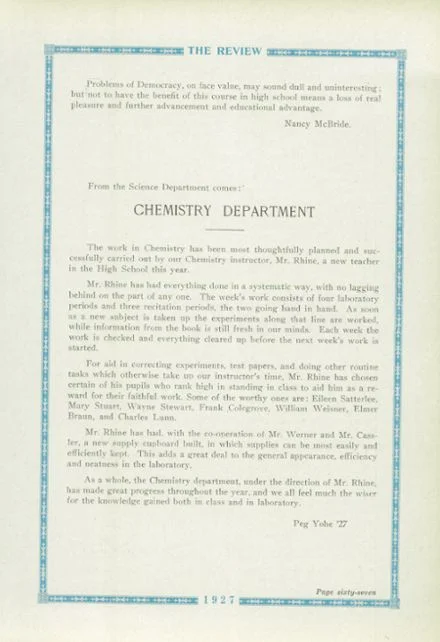 THE REVIEW
Problems of Democracy, on face value, may sound dull and uninteresting;
but not to have the benefit of this course in high school means a loss of real
pleasure and further advancement and educational advantage.
Nancy McBride.
From the Science Department comes:
CHEMISTRY DEPARTMENT
The work in Chemistry has been most thoughtfully planned and suc-
cessfully carried out by our Chemistry instructor, Mr. Rhine, a new teacher
in the High School this year.
Mr. Rhine has had everything done in a systematic way, with no lagging
behind on the part of any one. The week's work consists of four laboratory
periods and three recitation periods, the two going hand in hand. As soon
as a new subject is taken up the experiments along that line are worked,
while information from the book is still fresh in our minds. Each week the
work is checked and everything cleared up before the next week's work is
started.
For aid in correcting experiments, test papers, and doing other routine
tasks which otherwise take up our instructor's time, Mr. Rhine has chosen
certain of his pupils who rank high in standing in class to aid him as a re-
ward for their faithful work. Some of the worthy ones are: Eileen Satterlee,
Mary Stuart, Wayne Stewart, Frank Colegrove, William Weisner, Elmer
Braun, and Charles Lunn.
Mr. Rhine has had, with the co-operation of Mr. Werner and Mr. Cass-
ler, a new supply cupboard built, in which supplies can be most easily and
efficiently kept. This adds a great deal to the general appearance, efficiency
and neatness in the laboratory.
As a whole, the Chemistry department, under the direction of Mr. Rhine,
has made great progress throughout the year, and we all feel much the wiser
for the knowledge gained both in class and in laboratory.
Peg Yohe '27
Page sixty-seven
1927